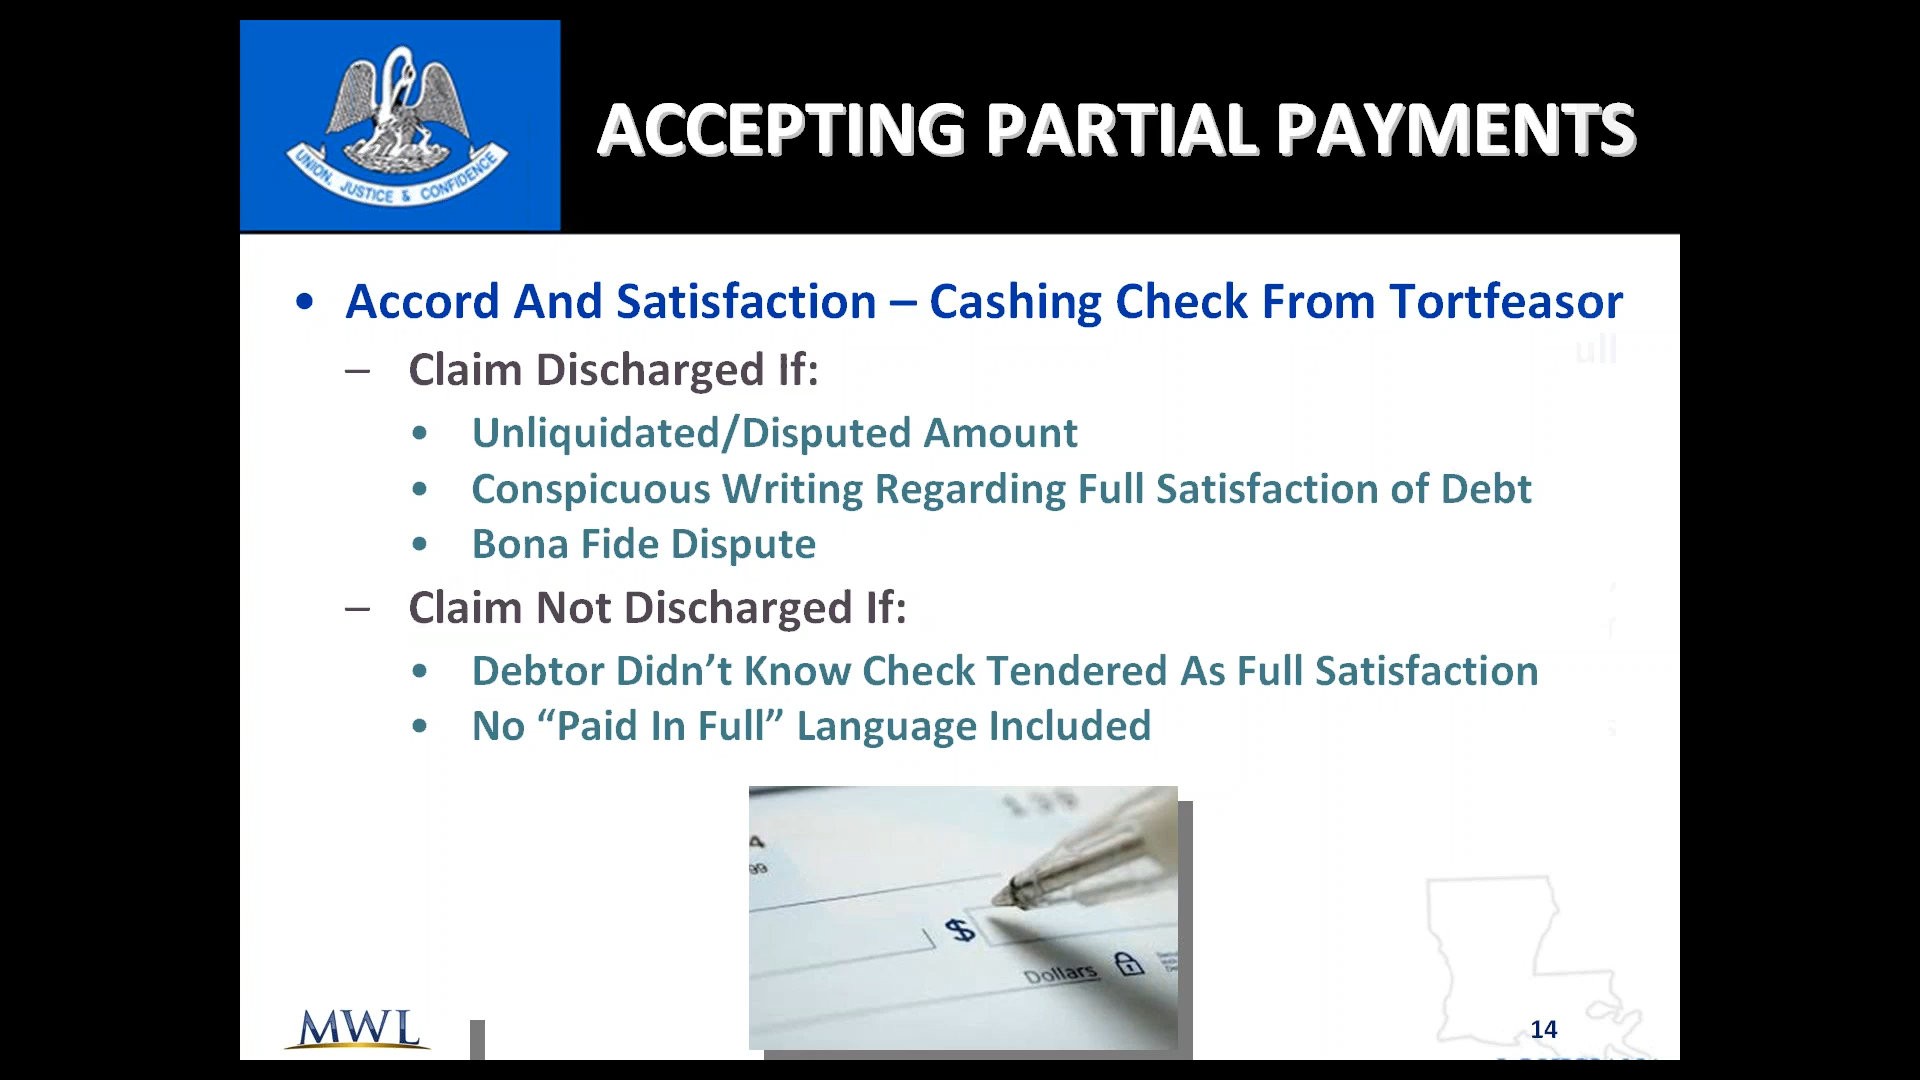 UNION, JUSTICE & CONFIDENCE
ACCEPTING PARTIAL PAYMENTS
• Accord And Satisfaction – Cashing Check From Tortfeasor
– Claim Discharged If:
• Unliquidated/Disputed Amount
• Conspicuous Writing Regarding Full Satisfaction of Debt
• Bona Fide Dispute
– Claim Not Discharged If:
• Debtor Didn’t Know Check Tendered As Full Satisfaction
• No “Paid In Full” Language Included
$
Dollars
MWL
14